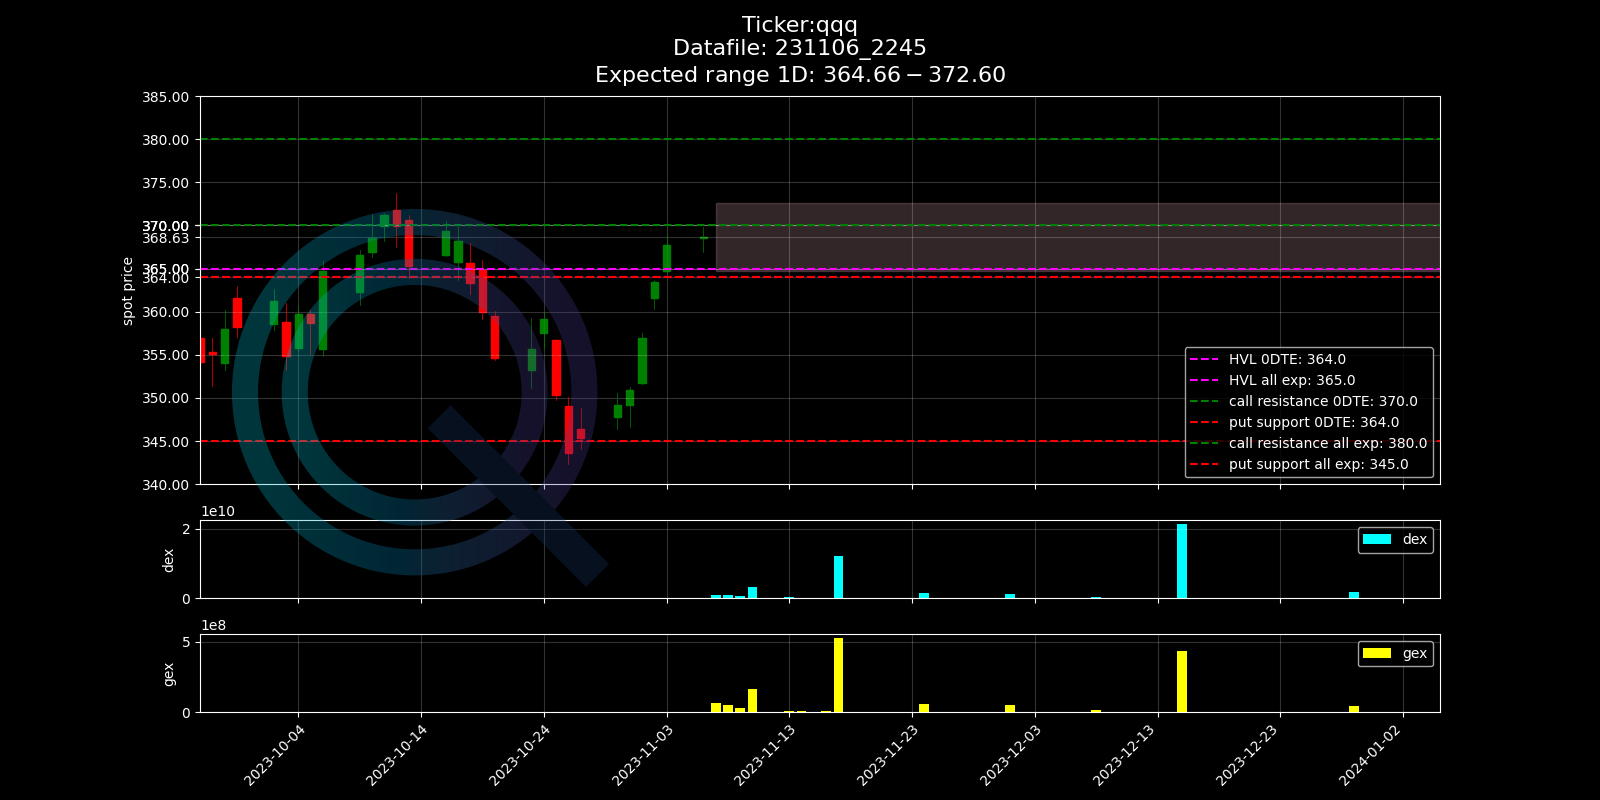 Ticker:qqq
Datafile: 231106_2245
Expected range 1D: 364.66 − 372.60
385.00
380.00
375.00
370.00
368.63
365.00
364.00
360.00
355.00
350.00
345.00
340.00
spot price
HVL 0DTE: 364.0
HVL all exp: 365.0
call resistance 0DTE: 370.0
put support 0DTE: 364.0
call resistance all exp: 380.0
put support all exp: 345.0
1e10
2
0
dex
dex
1e8
5
0
gex
gex
2023-10-04
2023-10-14
2023-10-24
2023-11-03
2023-11-13
2023-11-23
2023-12-03
2023-12-13
2023-12-23
2024-01-02